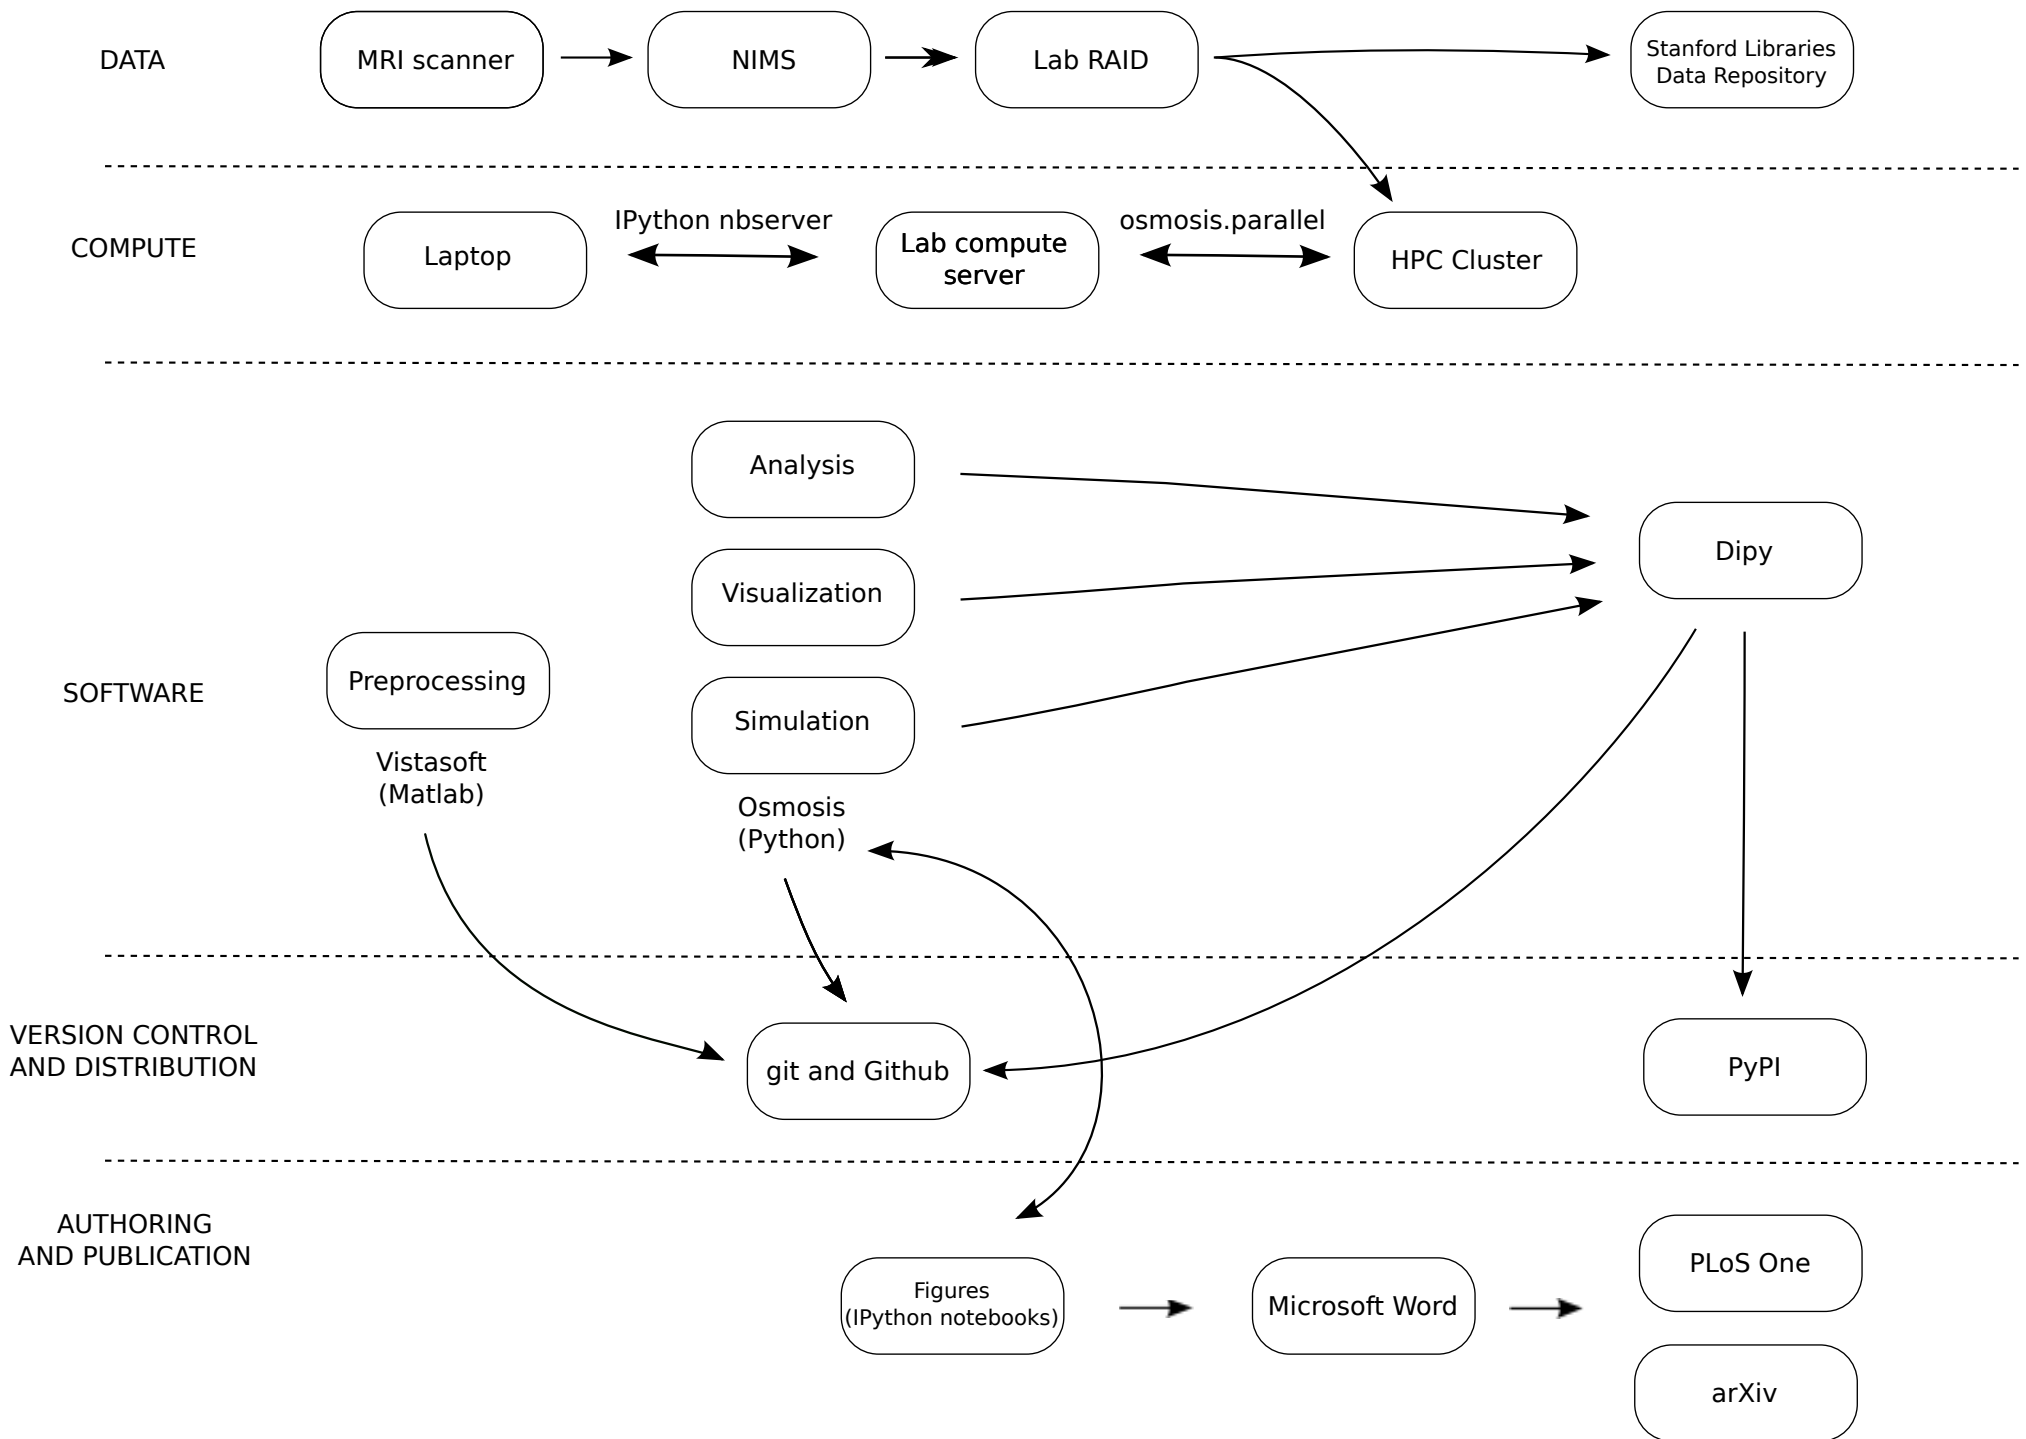 DATA
MRI scanner
NIMS
Lab RAID
Stanford Libraries
Data Repository
COMPUTE
Laptop
IPython nbserver
Lab compute
server
osmosis.parallel
HPC Cluster
SOFTWARE
Preprocessing
Vistasoft
(Matlab)
Analysis
Visualization
Simulation
Osmosis
(Python)
Dipy
VERSION CONTROL
AND DISTRIBUTION
git and Github
PyPI
AUTHORING
AND PUBLICATION
Figures
(IPython notebooks)
Microsoft Word
PLoS One
arXiv